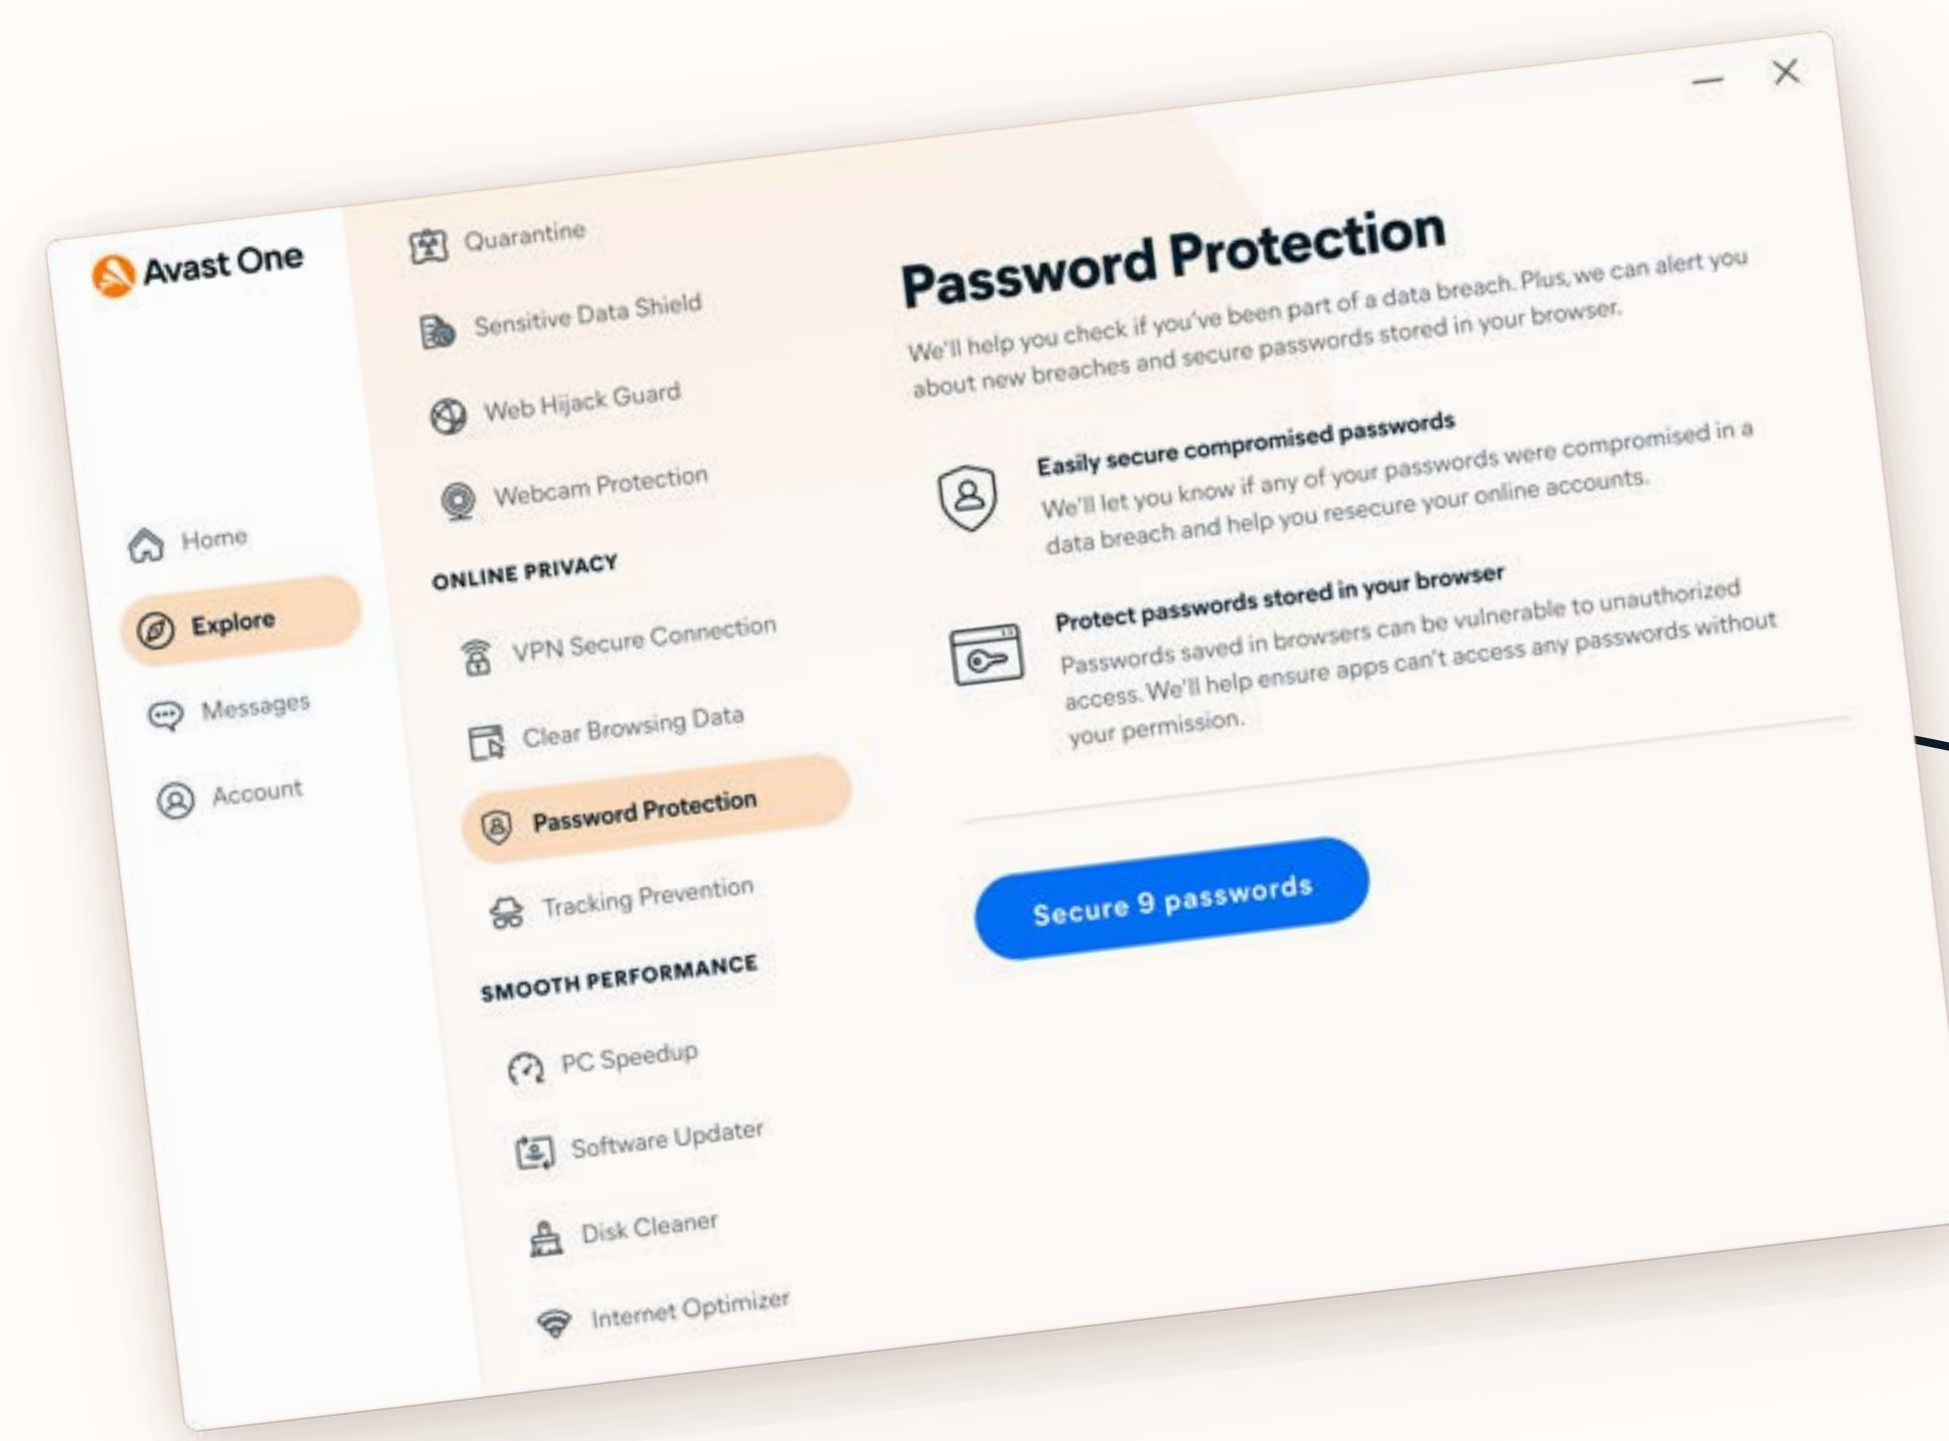 Avast One
Home
Explore
Messages
Account
Quarantine
Sensitive Data Shield
Web Hijack Guard
Webcam Protection
ONLINE PRIVACY
VPN Secure Connection
Clear Browsing Data
Password Protection
Tracking Prevention
SMOOTH PERFORMANCE
PC Speedup
Software Updater
Disk Cleaner
Internet Optimizer
Password Protection
We'll help you check if you've been part of a data breach. Plus, we can alert you
about new breaches and secure passwords stored in your browser.
Easily secure compromised passwords
We'll let you know if any of your passwords were compromised in a
data breach and help you resecure your online accounts.
Protect passwords stored in your browser
Passwords saved in browsers can be vulnerable to unauthorized
access. We'll help ensure apps can't access any passwords without
your permission.
Secure 9 passwords